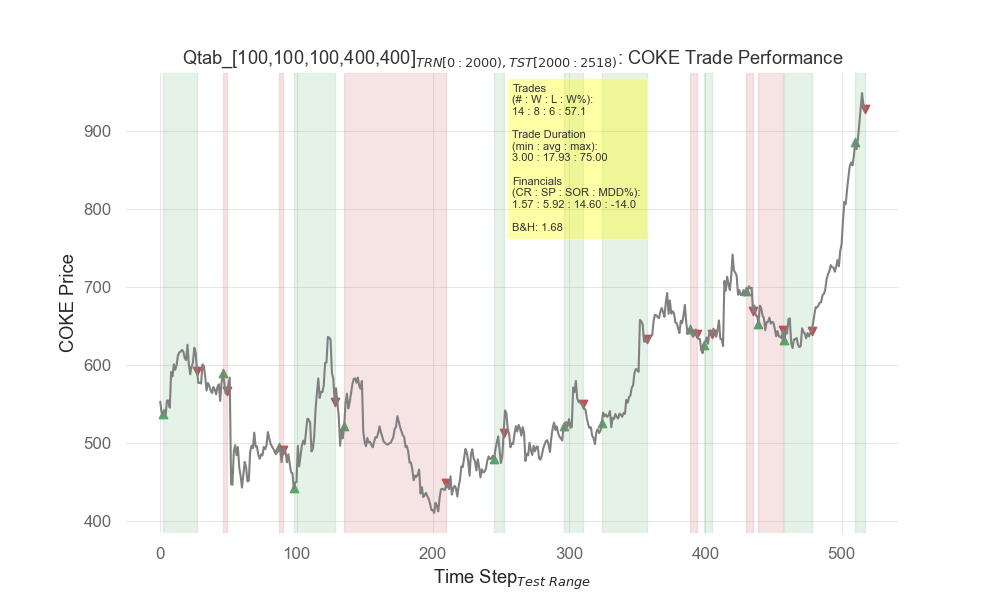 Qtab_[100,100,100,400,400]TRN[0 : 2000), TST[2000 : 2518): COKE Trade Performance
Trades
(# : W : L : W%):
14 : 8 : 6 : 57.1
Trade Duration
(min : avg : max):
3.00 : 17.93 : 75.00
Financials
(CR : SP : SOR : MDD%):
1.57 : 5.92 : 14.60 : -14.0
B&H: 1.68
COKE Price
900
800
700
600
500
400
0 100 200 300 400 500
Time StepTest Range